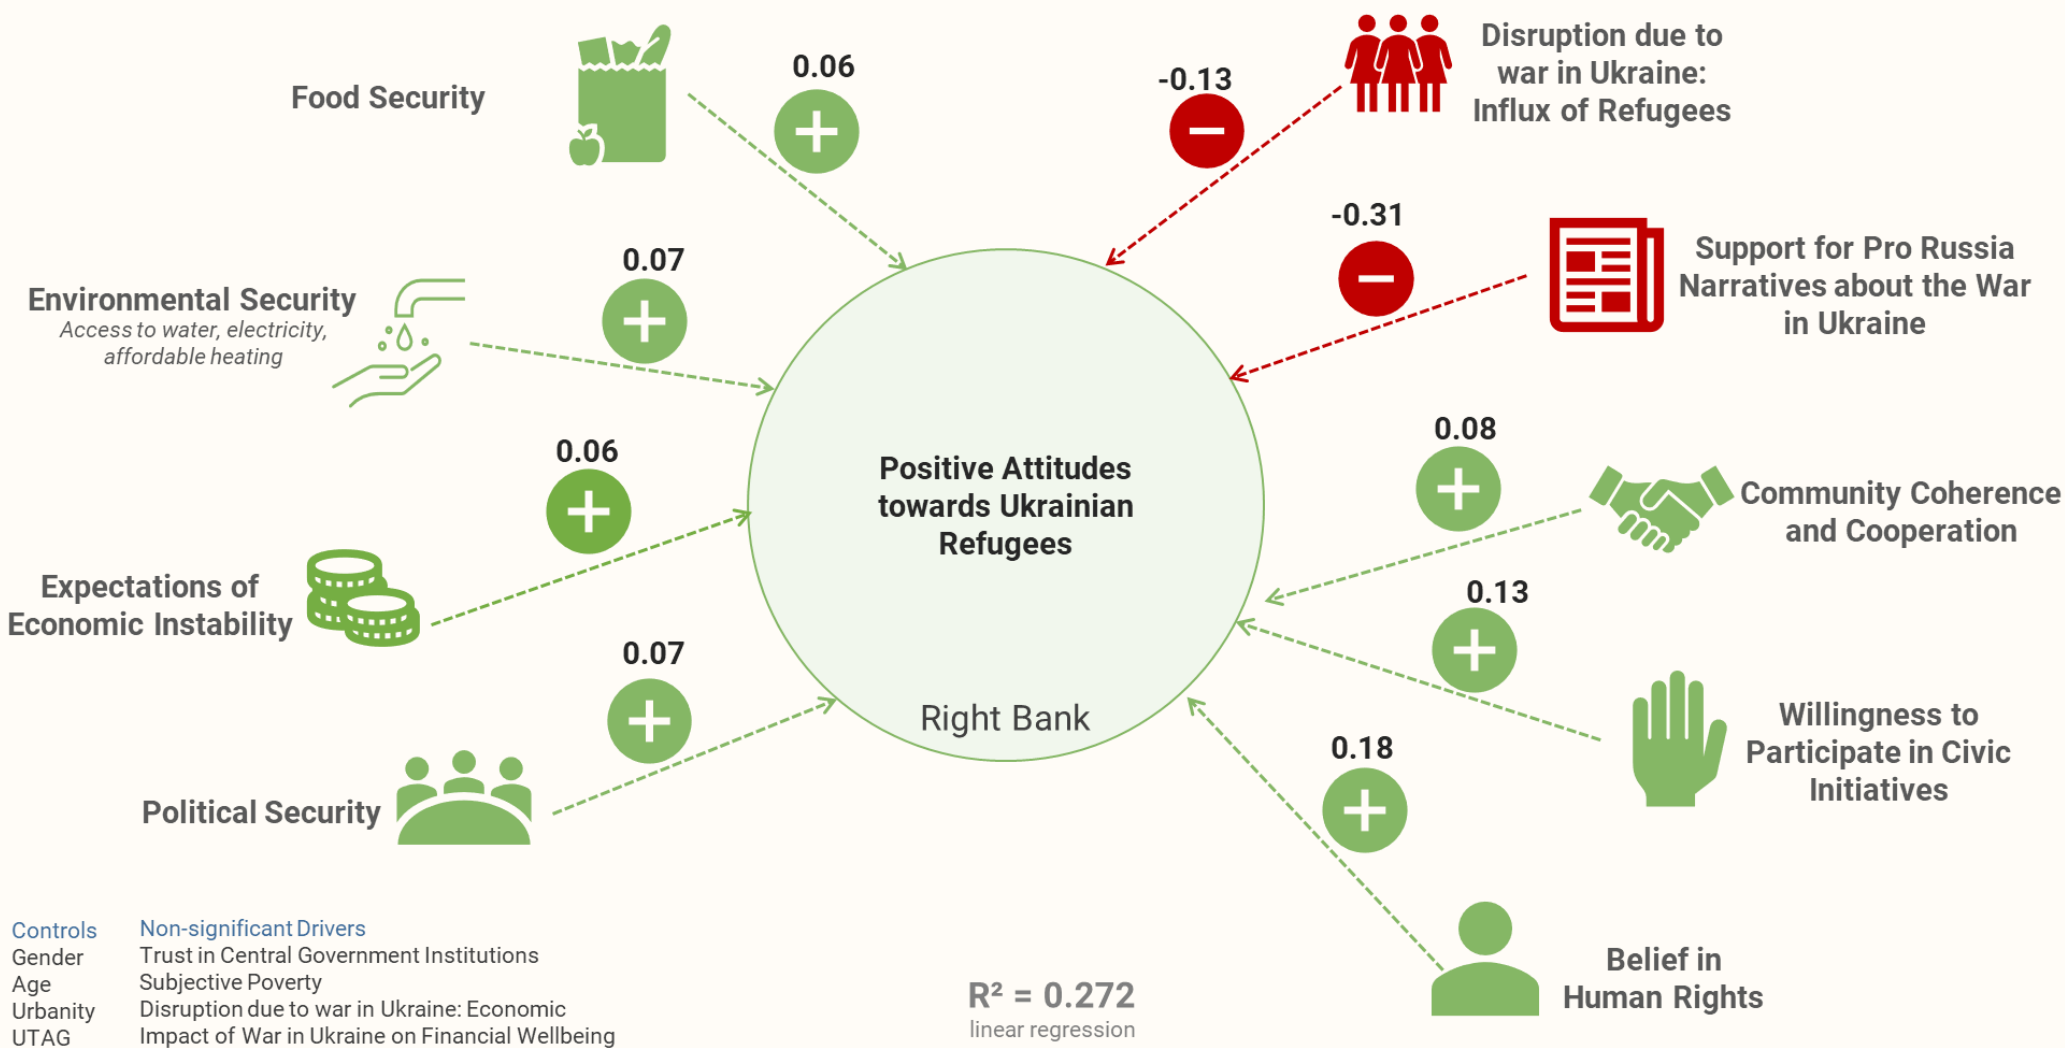 Food Security
0.06
-0.13
Disruption due to
war in Ukraine:
Influx of Refugees
Environmental Security
Access to water, electricity,
affordable heating
0.07
-0.31
Support for Pro Russia
Narratives about the War
in Ukraine
Expectations of
Economic Instability
0.06
Positive Attitudes
towards Ukrainian
Refugees
Right Bank
0.08
Community Coherence
and Cooperation
Political Security
0.07
0.13
Willingness to
Participate in Civic
Initiatives
0.18
Belief in
Human Rights
Controls
Gender
Age
Urbanity
UTAG
Non-significant Drivers
Trust in Central Government Institutions
Subjective Poverty
Disruption due to war in Ukraine: Economic
Impact of War in Ukraine on Financial Wellbeing
R² = 0.272
linear regression